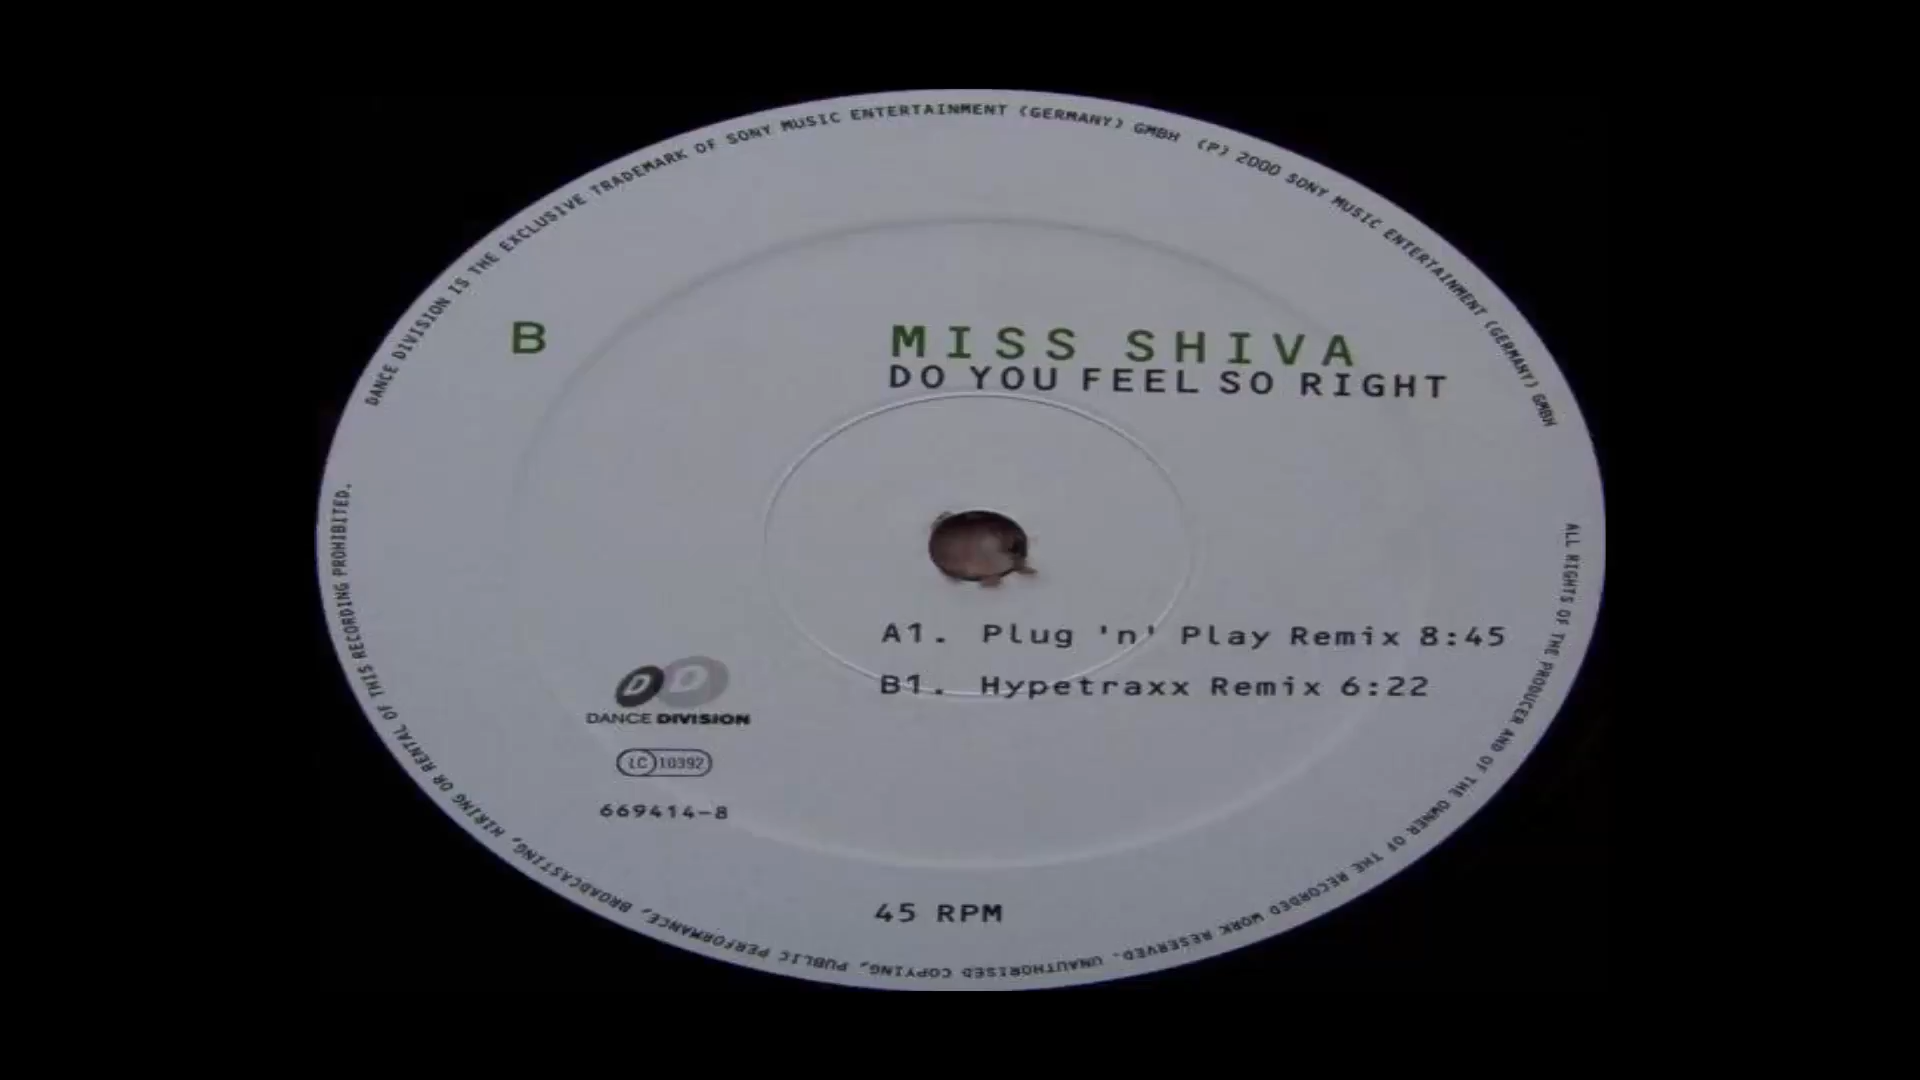 DANCE DIVISION IS THE EXCLUSIVE TRADEMARK OF SONY MUSIC ENTERTAINMENT (GERMANY) GMBH (P) 2000 SONY MUSIC ENTERTAINMENT (GERMANY) GMBH
B
MISS SHIVA
DO YOU FEEL SO RIGHT
A1. Plug 'n' Play Remix 8:45
B1. Hypetraxx Remix 6:22
D D
DANCE DIVISION
LC 10392
669414-8
45 RPM
ALL RIGHTS OF THE PRODUCER AND OF THE OWNER OF THE RECORDED WORK RESERVED. UNAUTHORISED COPYING, PUBLIC PERFORMANCE, BROADCASTING, HIRING OR RENTAL OF THIS RECORDING PROHIBITED.